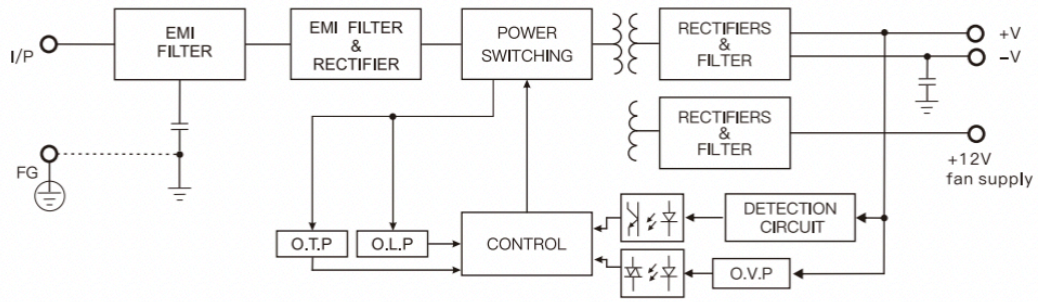 I/P
EMI
FILTER
EMI FILTER
&
RECTIFIER
POWER
SWITCHING
RECTIFIERS
&
FILTER
+V
–V
RECTIFIERS
&
FILTER
+12V
fan supply
FG
O.T.P
O.L.P
CONTROL
DETECTION
CIRCUIT
O.V.P